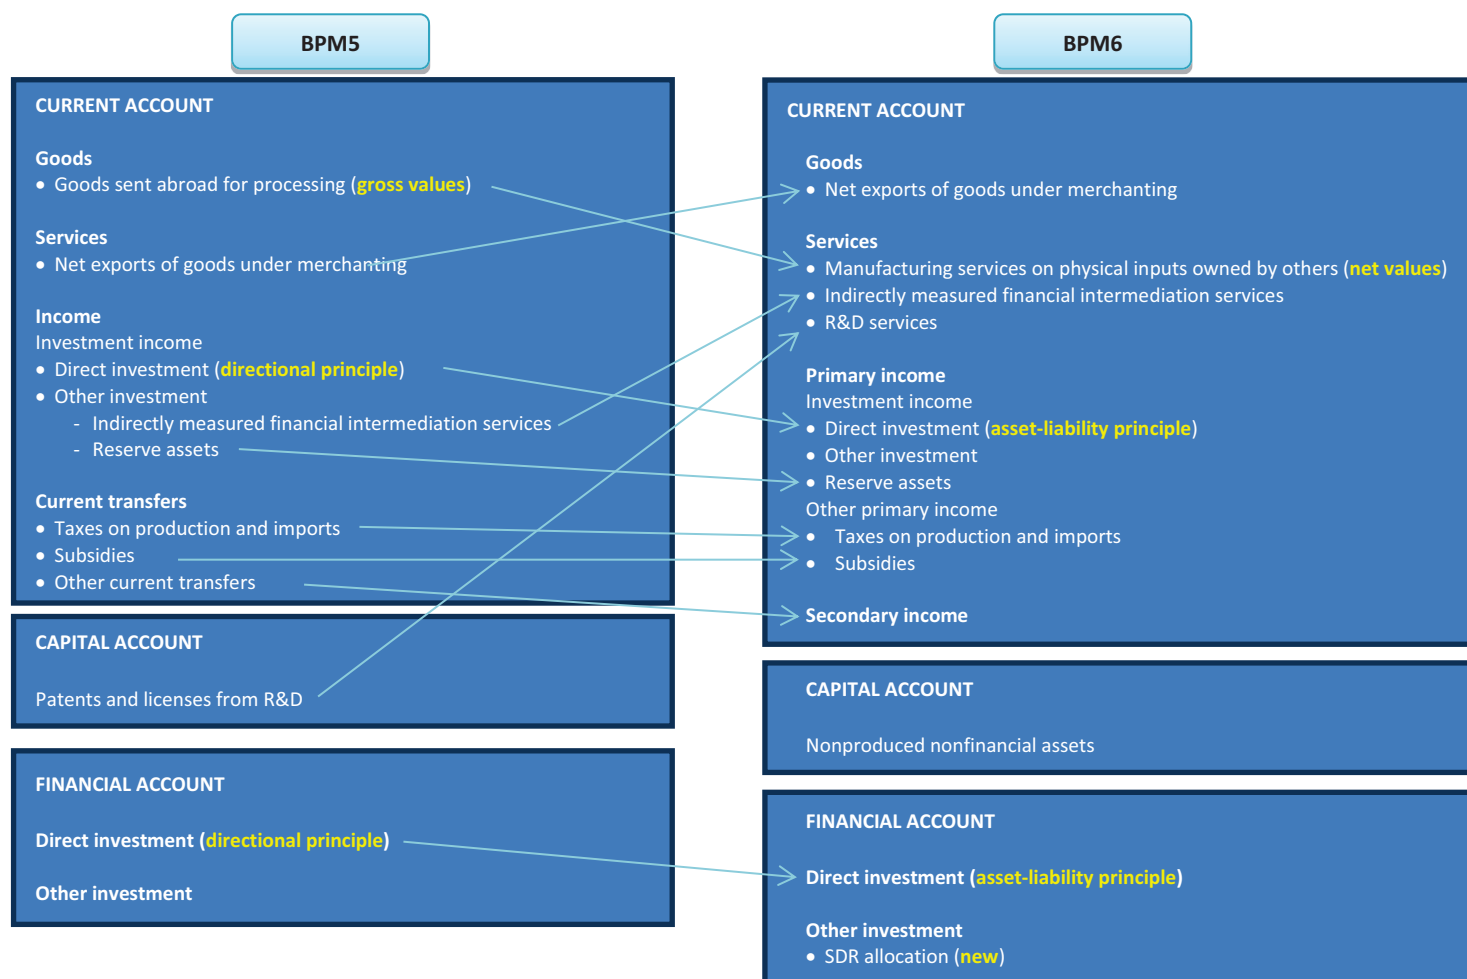 BPM5
CURRENT ACCOUNT
Goods
• Goods sent abroad for processing (gross values)
Services
• Net exports of goods under merchanting
Income
Investment income
• Direct investment (directional principle)
• Other investment
- Indirectly measured financial intermediation services
- Reserve assets
Current transfers
• Taxes on production and imports
• Subsidies
• Other current transfers
CAPITAL ACCOUNT
Patents and licenses from R&D
FINANCIAL ACCOUNT
Direct investment (directional principle)
Other investment
BPM6
CURRENT ACCOUNT
Goods
• Net exports of goods under merchanting
Services
• Manufacturing services on physical inputs owned by others (net values)
• Indirectly measured financial intermediation services
• R&D services
Primary income
Investment income
• Direct investment (asset-liability principle)
• Other investment
• Reserve assets
Other primary income
• Taxes on production and imports
• Subsidies
Secondary income
CAPITAL ACCOUNT
Nonproduced nonfinancial assets
FINANCIAL ACCOUNT
Direct investment (asset-liability principle)
Other investment
• SDR allocation (new)